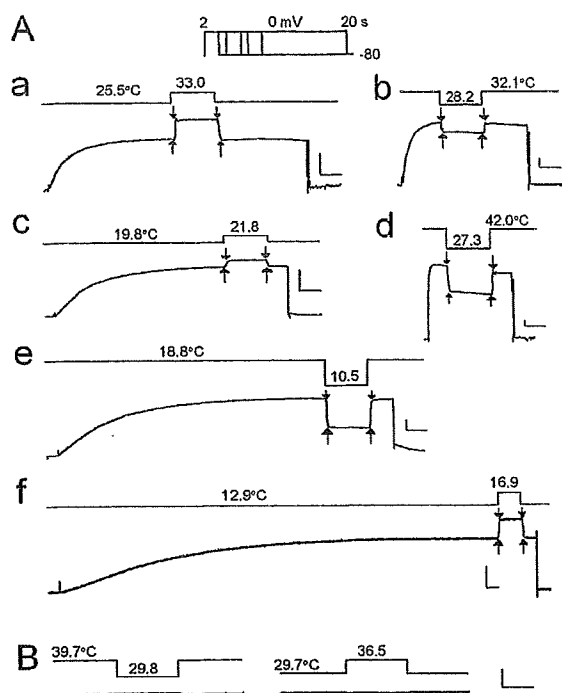 A
2 0 mV 20 s
-80
a
25.5°C 33.0
b
32.1°C
28.2
c
19.8°C 21.8
d
42.0°C
27.3
e
18.8°C
10.5
f
12.9°C 16.9
B
39.7°C
29.8
29.7°C 36.5